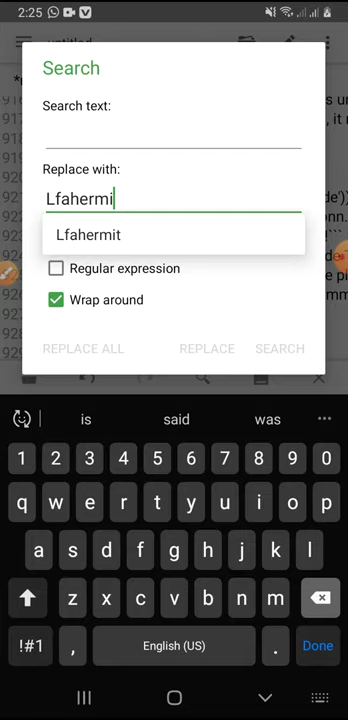 2:25
untitled
Search
Search text:
Replace with:
Lfahermi
Lfahermit
Regular expression
Wrap around
REPLACE ALL REPLACE SEARCH
is said was
1 2 3 4 5 6 7 8 9 0
q w e r t y u i o p
a s d f g h j k l
z x c v b n m
!#1 , English (US) . Done